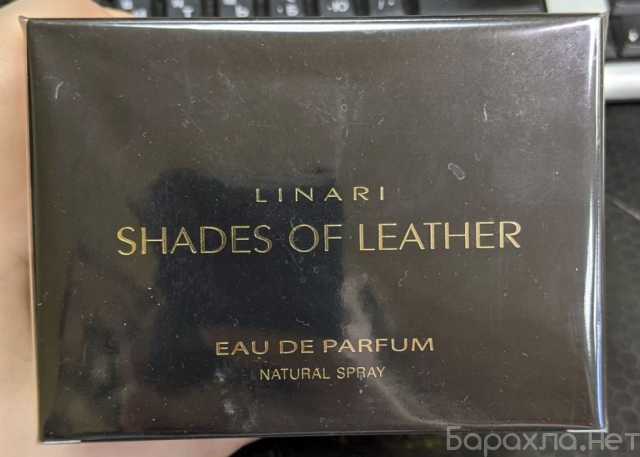 LINARI
SHADES OF LEATHER
EAU DE PARFUM
NATURAL SPRAY
Барахла.нет